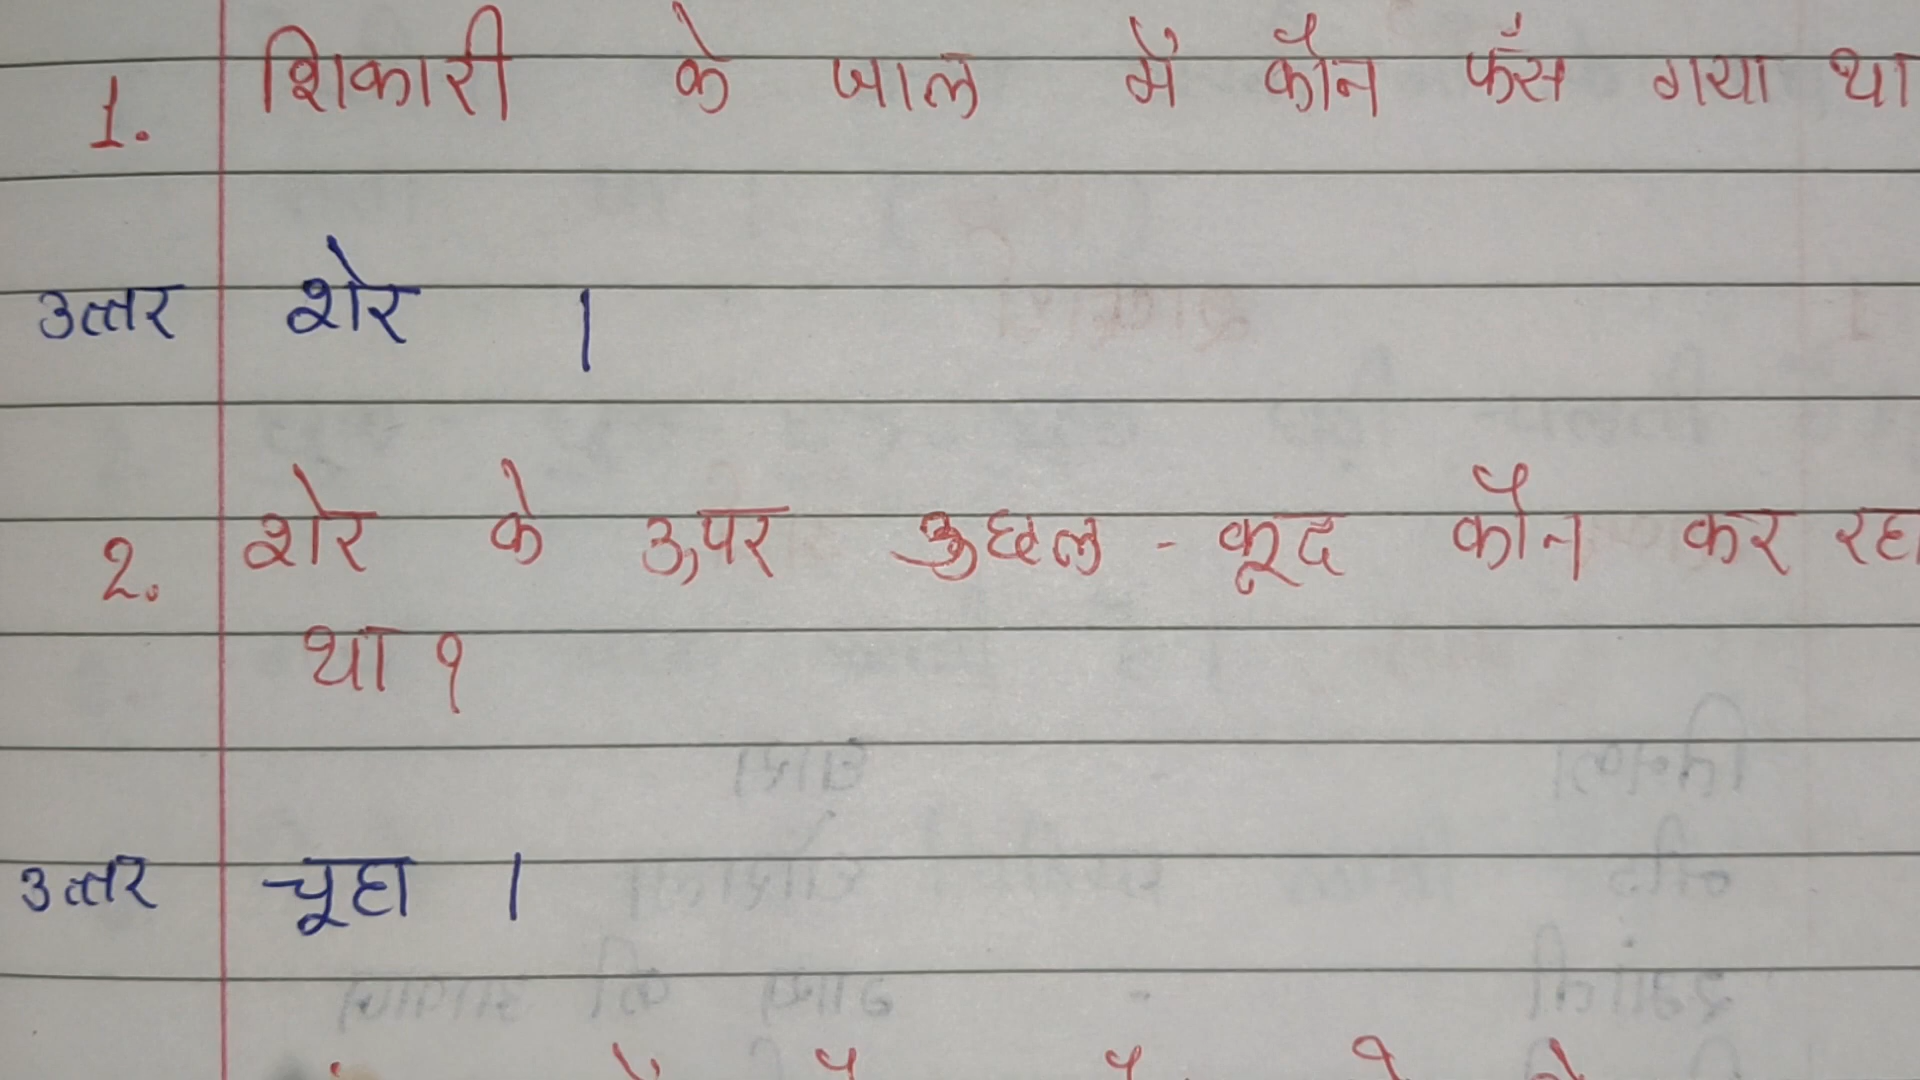 1. शिकारी के जाल में कौन फँस गया था
उत्तर शेर ।
2. शेर के ऊपर उछल - कूद कौन कर रहा
था ?
उत्तर चूहा ।